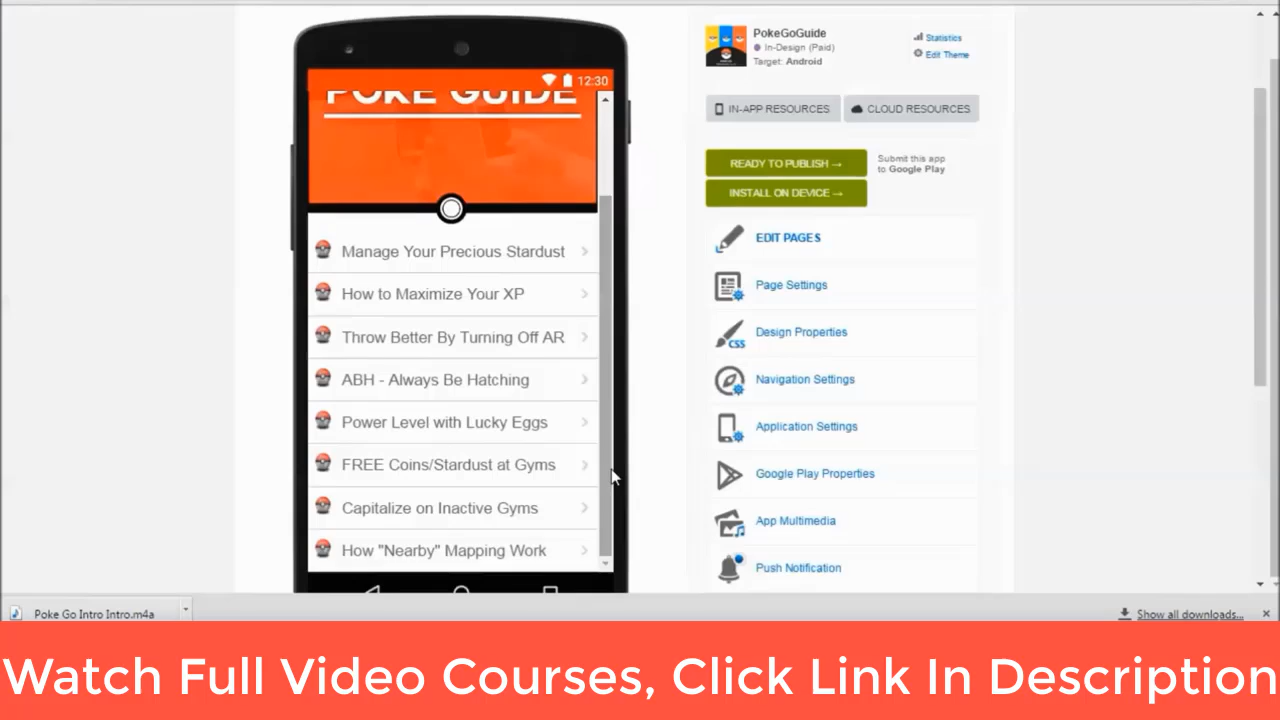 12:30
POKE GUIDE
Manage Your Precious Stardust
How to Maximize Your XP
Throw Better By Turning Off AR
ABH - Always Be Hatching
Power Level with Lucky Eggs
FREE Coins/Stardust at Gyms
Capitalize on Inactive Gyms
How "Nearby" Mapping Work
PokeGoGuide
In-Design (Paid)
Target: Android
Statistics
Edit Theme
IN-APP RESOURCES
CLOUD RESOURCES
READY TO PUBLISH →
Submit this app
to Google Play
INSTALL ON DEVICE →
EDIT PAGES
Page Settings
CSS
Design Properties
Navigation Settings
Application Settings
Google Play Properties
App Multimedia
Push Notification
Poke Go Intro Intro.m4a
Show all downloads...
Watch Full Video Courses, Click Link In Description